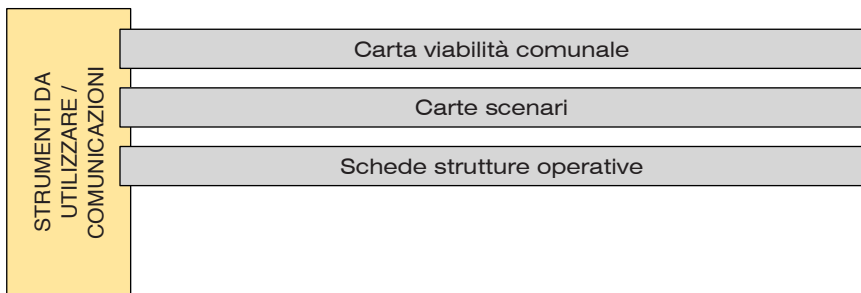 STRUMENTI DA
UTILIZZARE /
COMUNICAZIONI
Carta viabilità comunale
Carte scenari
Schede strutture operative